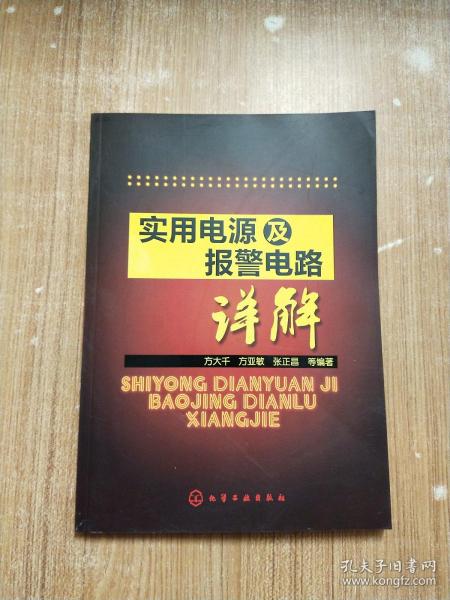 实用电源及
报警电路
详解
方大千 方亚敏 张正昌 等编著
SHIYONG DIANYUAN JI
BAOJING DIANLU
XIANGJIE
化学工业出版社
孔夫子旧书网
www.kongfz.com